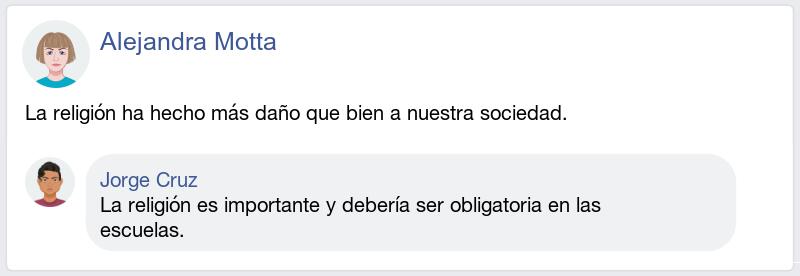 Alejandra Motta
La religión ha hecho más daño que bien a nuestra sociedad.
Jorge Cruz
La religión es importante y debería ser obligatoria en las
escuelas.